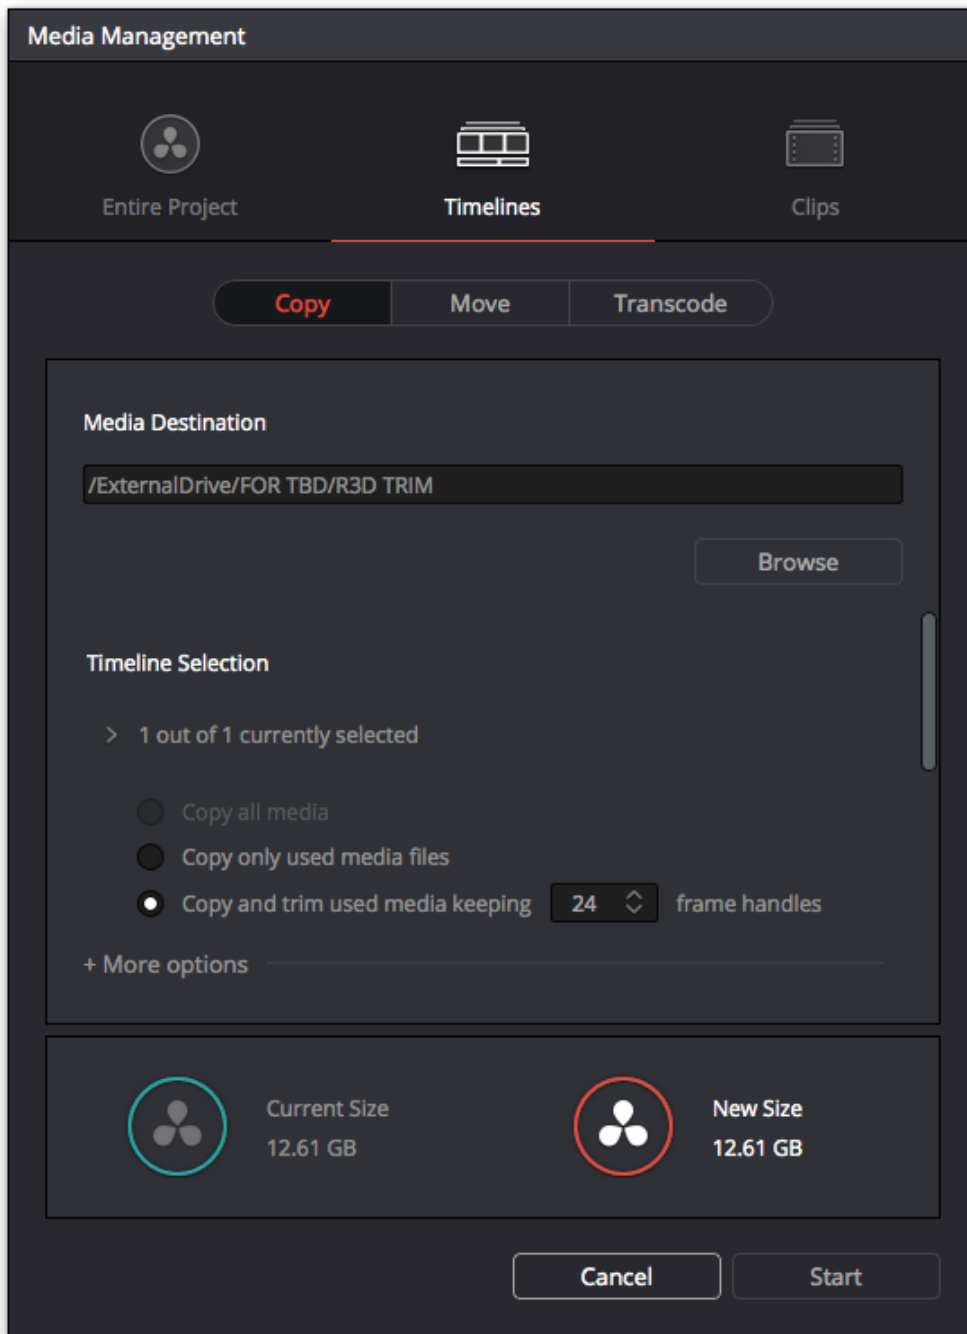 Media Management
Entire Project
Timelines
Clips
Copy
Move
Transcode
Media Destination
/ExternalDrive/FOR TBD/R3D TRIM
Browse
Timeline Selection
> 1 out of 1 currently selected
Copy all media
Copy only used media files
Copy and trim used media keeping 24 frame handles
+ More options
Current Size
12.61 GB
New Size
12.61 GB
Cancel
Start